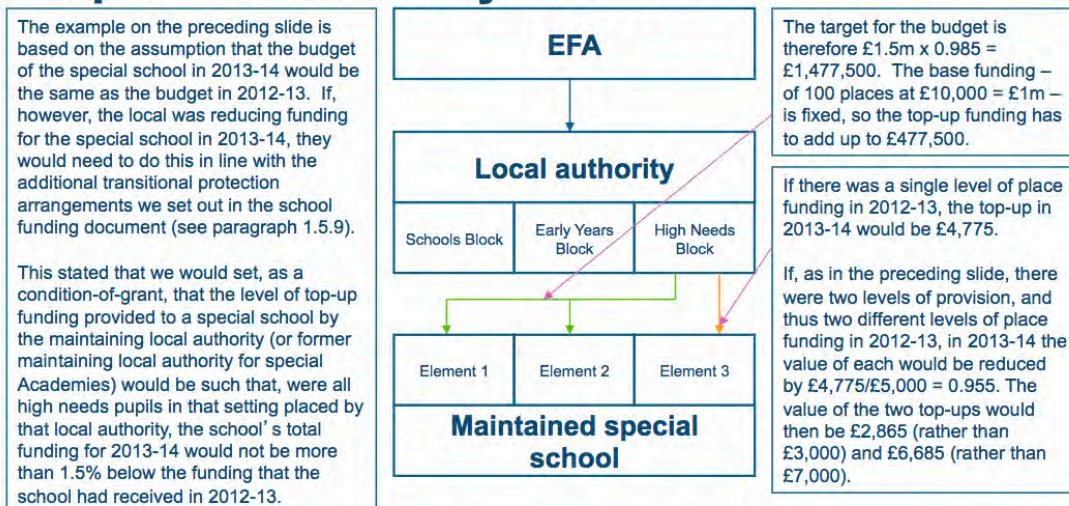 The example on the preceding slide is
based on the assumption that the budget
of the special school in 2013-14 would be
the same as the budget in 2012-13.  If,
however, the local was reducing funding
for the special school in 2013-14, they
would need to do this in line with the
additional transitional protection
arrangements we set out in the school
funding document (see paragraph 1.5.9).
This stated that we would set, as a
condition-of-grant, that the level of top-up
funding provided to a special school by
the maintaining local authority (or former
maintaining local authority for special
Academies) would be such that, were all
high needs pupils in that setting placed by
that local authority, the school's total
funding for 2013-14 would not be more
than 1.5% below the funding that the
school had received in 2012-13.
EFA
Local authority
Schools Block
Early Years
Block
High Needs
Block
Element 1
Element 2
Element 3
Maintained special
school
The target for the budget is
therefore £1.5m x 0.985 =
£1,477,500.  The base funding –
of 100 places at £10,000 = £1m –
is fixed, so the top-up funding has
to add up to £477,500.
If there was a single level of place
funding in 2012-13, the top-up in
2013-14 would be £4,775.
If, as in the preceding slide, there
were two levels of provision, and
thus two different levels of place
funding in 2012-13, in 2013-14 the
value of each would be reduced
by £4,775/£5,000 = 0.955. The
value of the two top-ups would
then be £2,865 (rather than
£3,000) and £6,685 (rather than
£7,000).